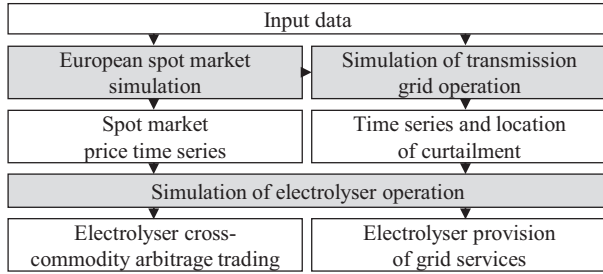 Input data
European spot market
simulation
Simulation of transmission
grid operation
Spot market
price time series
Time series and location
of curtailment
Simulation of electrolyser operation
Electrolyser cross-
commodity arbitrage trading
Electrolyser provision
of grid services